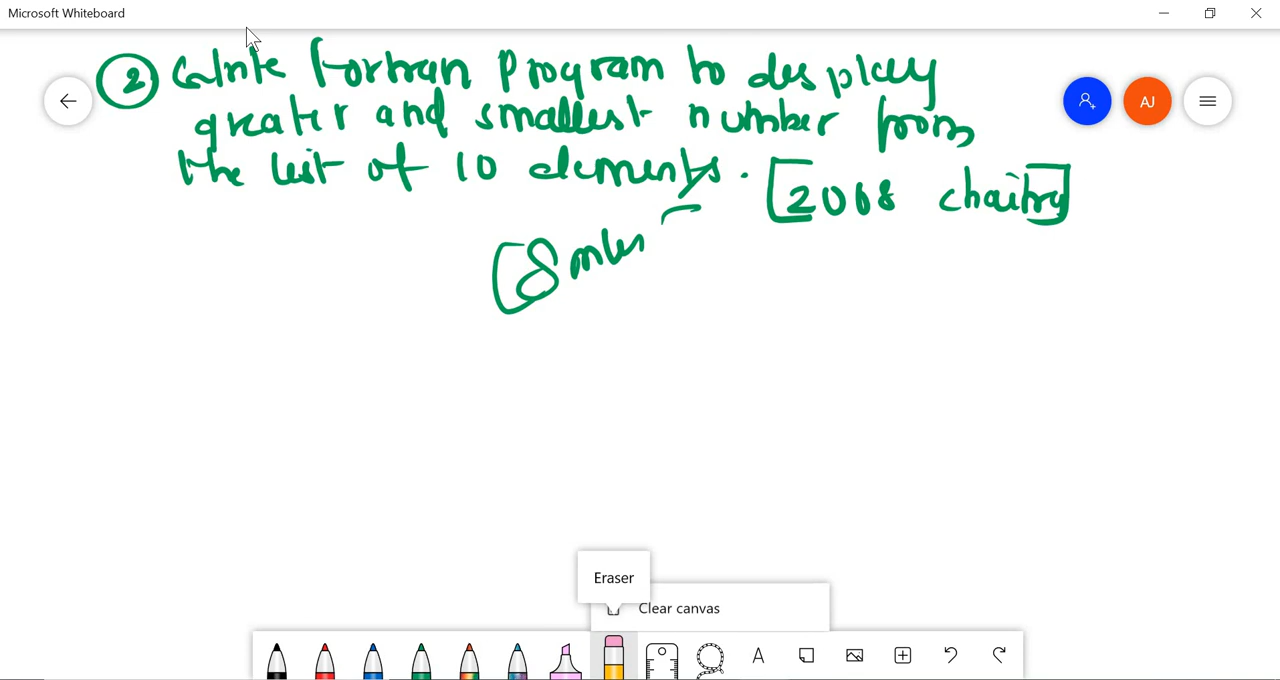 Microsoft Whiteboard
② Write Fortran Program to display
greater and smallest number from
the list of 10 elements. [2068 chaitra]
[8 mks
AJ
Eraser
Clear canvas
A